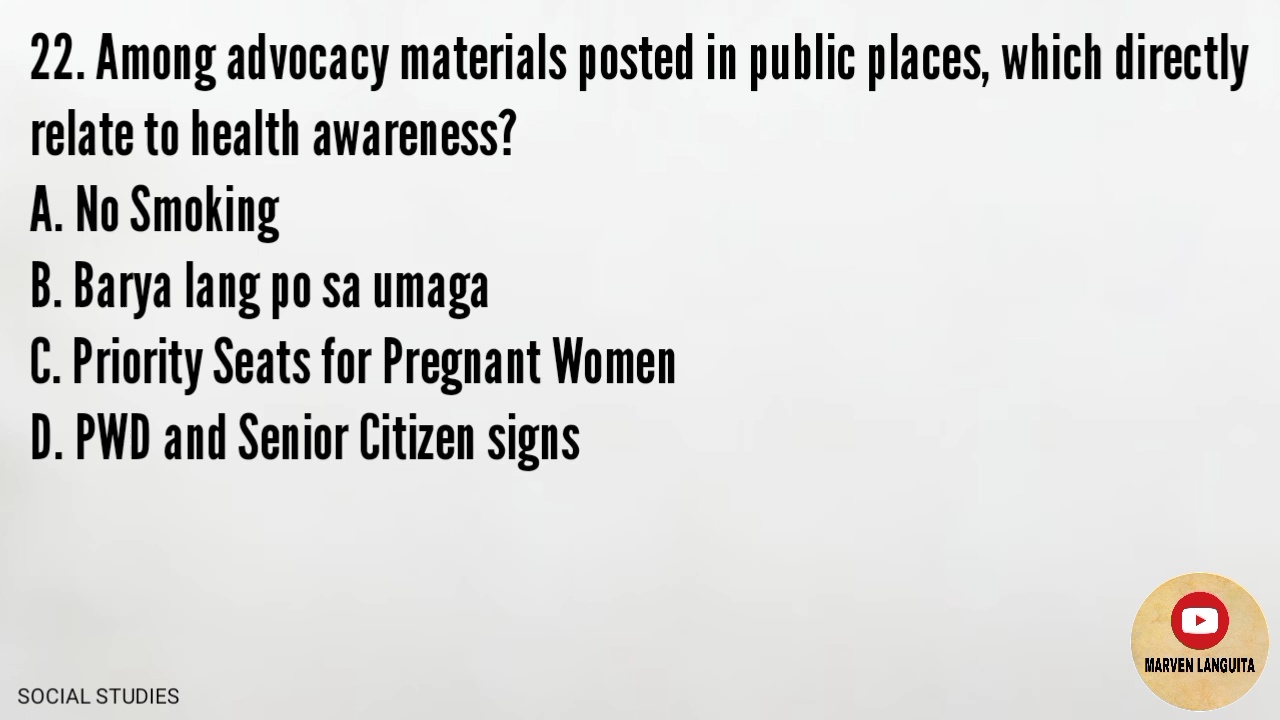 22. Among advocacy materials posted in public places, which directly
relate to health awareness?
A. No Smoking
B. Barya lang po sa umaga
C. Priority Seats for Pregnant Women
D. PWD and Senior Citizen signs
MARVEN LANGUITA
SOCIAL STUDIES